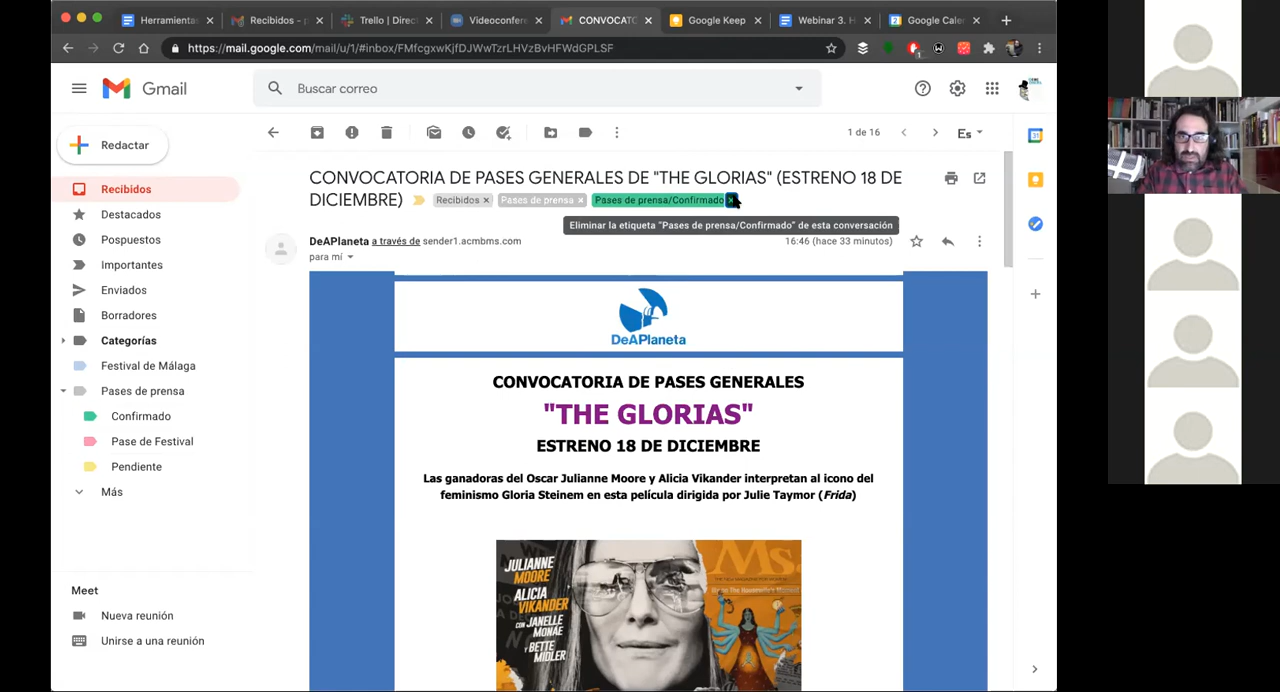 Herramientas
Recibidos - p
Trello | Direc
Videoconfere
CONVOCATO
Google Keep
Webinar 3. H
Google Cale
https://mail.google.com/mail/u/1/#inbox/FMfcgxwKjfDJWwTzrLHVzBvHFWdGPLSF
Gmail
Buscar correo
Redactar
1 de 16
Es
Recibidos
Destacados
Pospuestos
Importantes
Enviados
Borradores
Categorías
Festival de Málaga
Pases de prensa
Confirmado
Pase de Festival
Pendiente
Más
Meet
Nueva reunión
Unirse a una reunión
CONVOCATORIA DE PASES GENERALES DE "THE GLORIAS" (ESTRENO 18 DE
DICIEMBRE)
Recibidos x
Pases de prensa x
Pases de prensa/Confirmado x
Eliminar la etiqueta "Pases de prensa/Confirmado" de esta conversación
DeAPlaneta a través de sender1.acmbms.com
16:46 (hace 33 minutos)
para mí
DeAPlaneta
CONVOCATORIA DE PASES GENERALES
"THE GLORIAS"
ESTRENO 18 DE DICIEMBRE
Las ganadoras del Oscar Julianne Moore y Alicia Vikander interpretan al icono del
feminismo Gloria Steinem en esta película dirigida por Julie Taymor (Frida)
JULIANNE
MOORE
ALICIA
VIKANDER
CON JANELLE
MONÁE
Y BETTE
MIDLER
Ms.